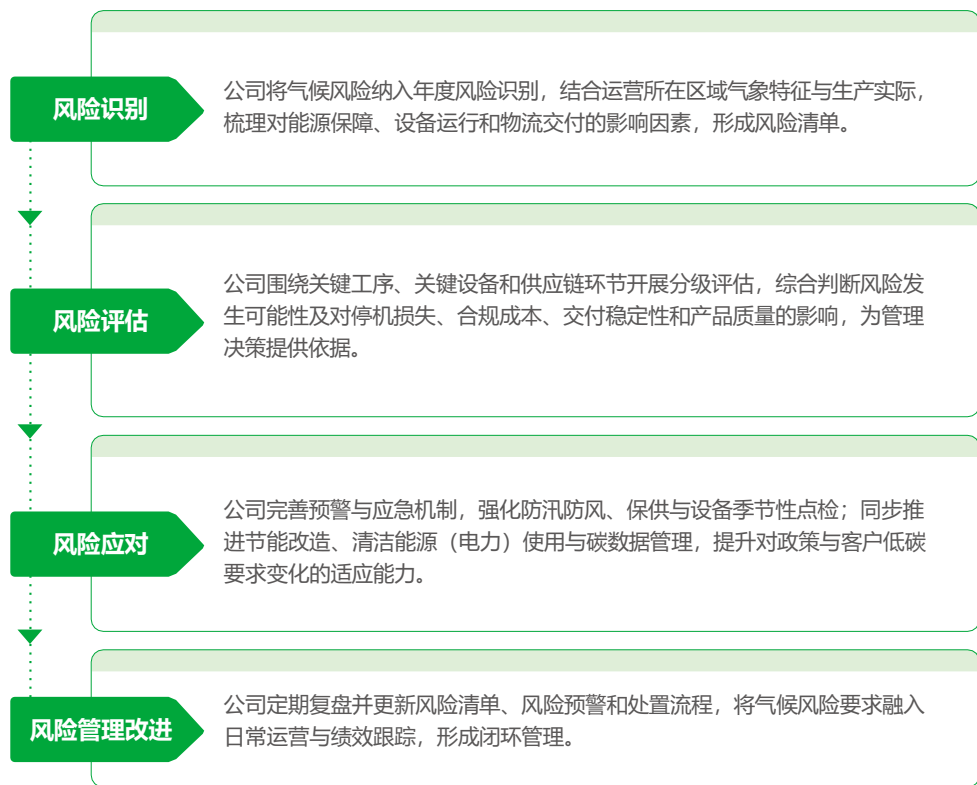 风险识别
公司将气候风险纳入年度风险识别，结合运营所在区域气象特征与生产实际，
梳理对能源保障、设备运行和物流交付的影响因素，形成风险清单。
风险评估
公司围绕关键工序、关键设备和供应链环节开展分级评估，综合判断风险发
生可能性及对停机损失、合规成本、交付稳定性和产品质量的影响，为管理
决策提供依据。
风险应对
公司完善预警与应急机制，强化防汛防风、保供与设备季节性点检；同步推
进节能改造、清洁能源（电力）使用与碳数据管理，提升对政策与客户低碳
要求变化的适应能力。
风险管理改进
公司定期复盘并更新风险清单、风险预警和处置流程，将气候风险要求融入
日常运营与绩效跟踪，形成闭环管理。